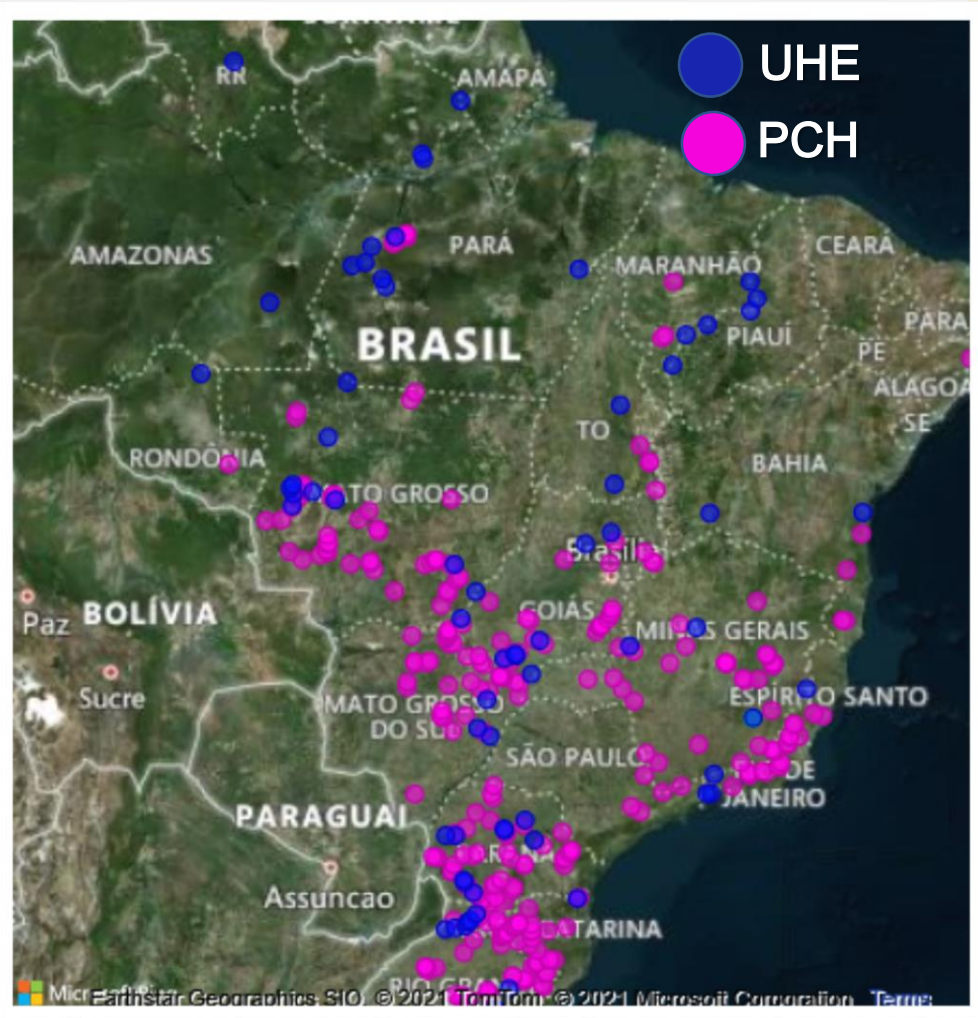 UHE
AMAPÁ
RR
PCH
AMAZONAS
PARÁ
MARANHÃO
CEARÁ
BRASIL
PIAUÍ
PARA
PE
ALAGOA
SE
TO
RONDÔNIA
BAHIA
ATO GROSSO
Brasíli
BOLÍVIA
GOIÁS
Paz
MINAS GERAIS
Sucre
ESPÍRITO SANTO
MATO GROSSO
DO SUL
SÃO PAULO
DE
JANEIRO
PARAGUAI
Assuncao
CATARINA
RIO GRAN
Earthstar Geographics SIO, © 2021 TomTom, © 2021 Microsoft Corporation Terms